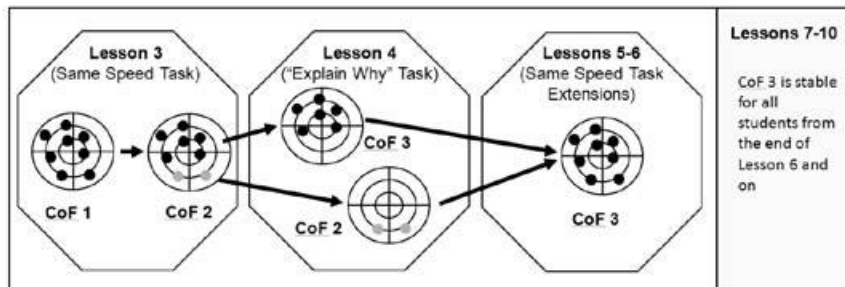 Lesson 3
(Same Speed Task)
CoF 1
CoF 2
Lesson 4
("Explain Why" Task)
CoF 3
CoF 2
Lessons 5-6
(Same Speed Task
Extensions)
CoF 3
Lessons 7-10
CoF 3 is stable
for all
students from
the end of
Lesson 6 and
on